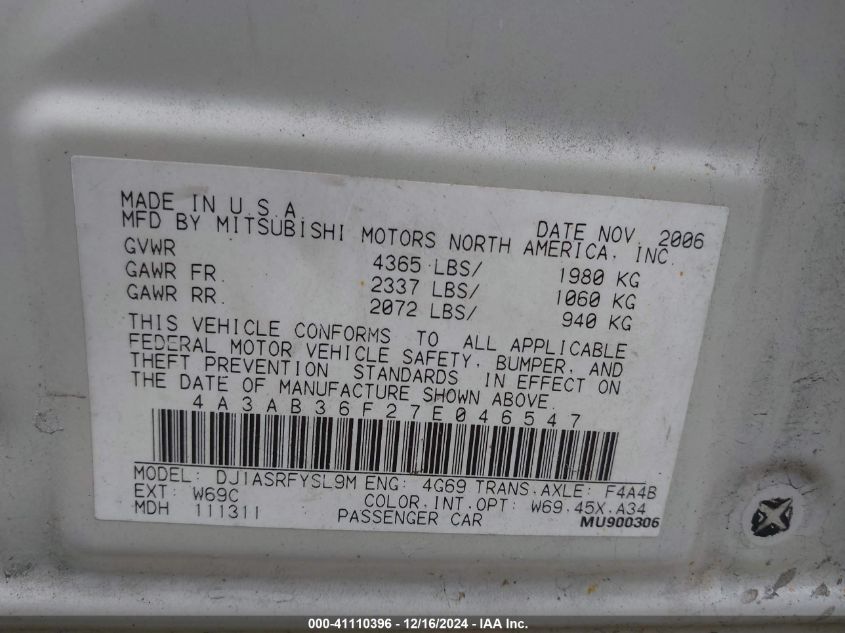 MADE IN U.S.A. DATE NOV. 2006
MFD BY MITSUBISHI MOTORS NORTH AMERICA, INC.
GVWR 4365 LBS/ 1980 KG
GAWR FR. 2337 LBS/ 1060 KG
GAWR RR. 2072 LBS/ 940 KG
THIS VEHICLE CONFORMS TO ALL APPLICABLE
FEDERAL MOTOR VEHICLE SAFETY, BUMPER, AND
THEFT PREVENTION STANDARDS IN EFFECT ON
THE DATE OF MANUFACTURE SHOWN ABOVE.
4A3AB36F27E046547
MODEL: DJ1ASRFYSL9M ENG: 4G69 TRANS.AXLE: F4A4B
EXT: W69C COLOR.INT.OPT: W69.45X.A34
MDH 111311 PASSENGER CAR MU900306
000-41110396 - 12/16/2024 - IAA Inc.